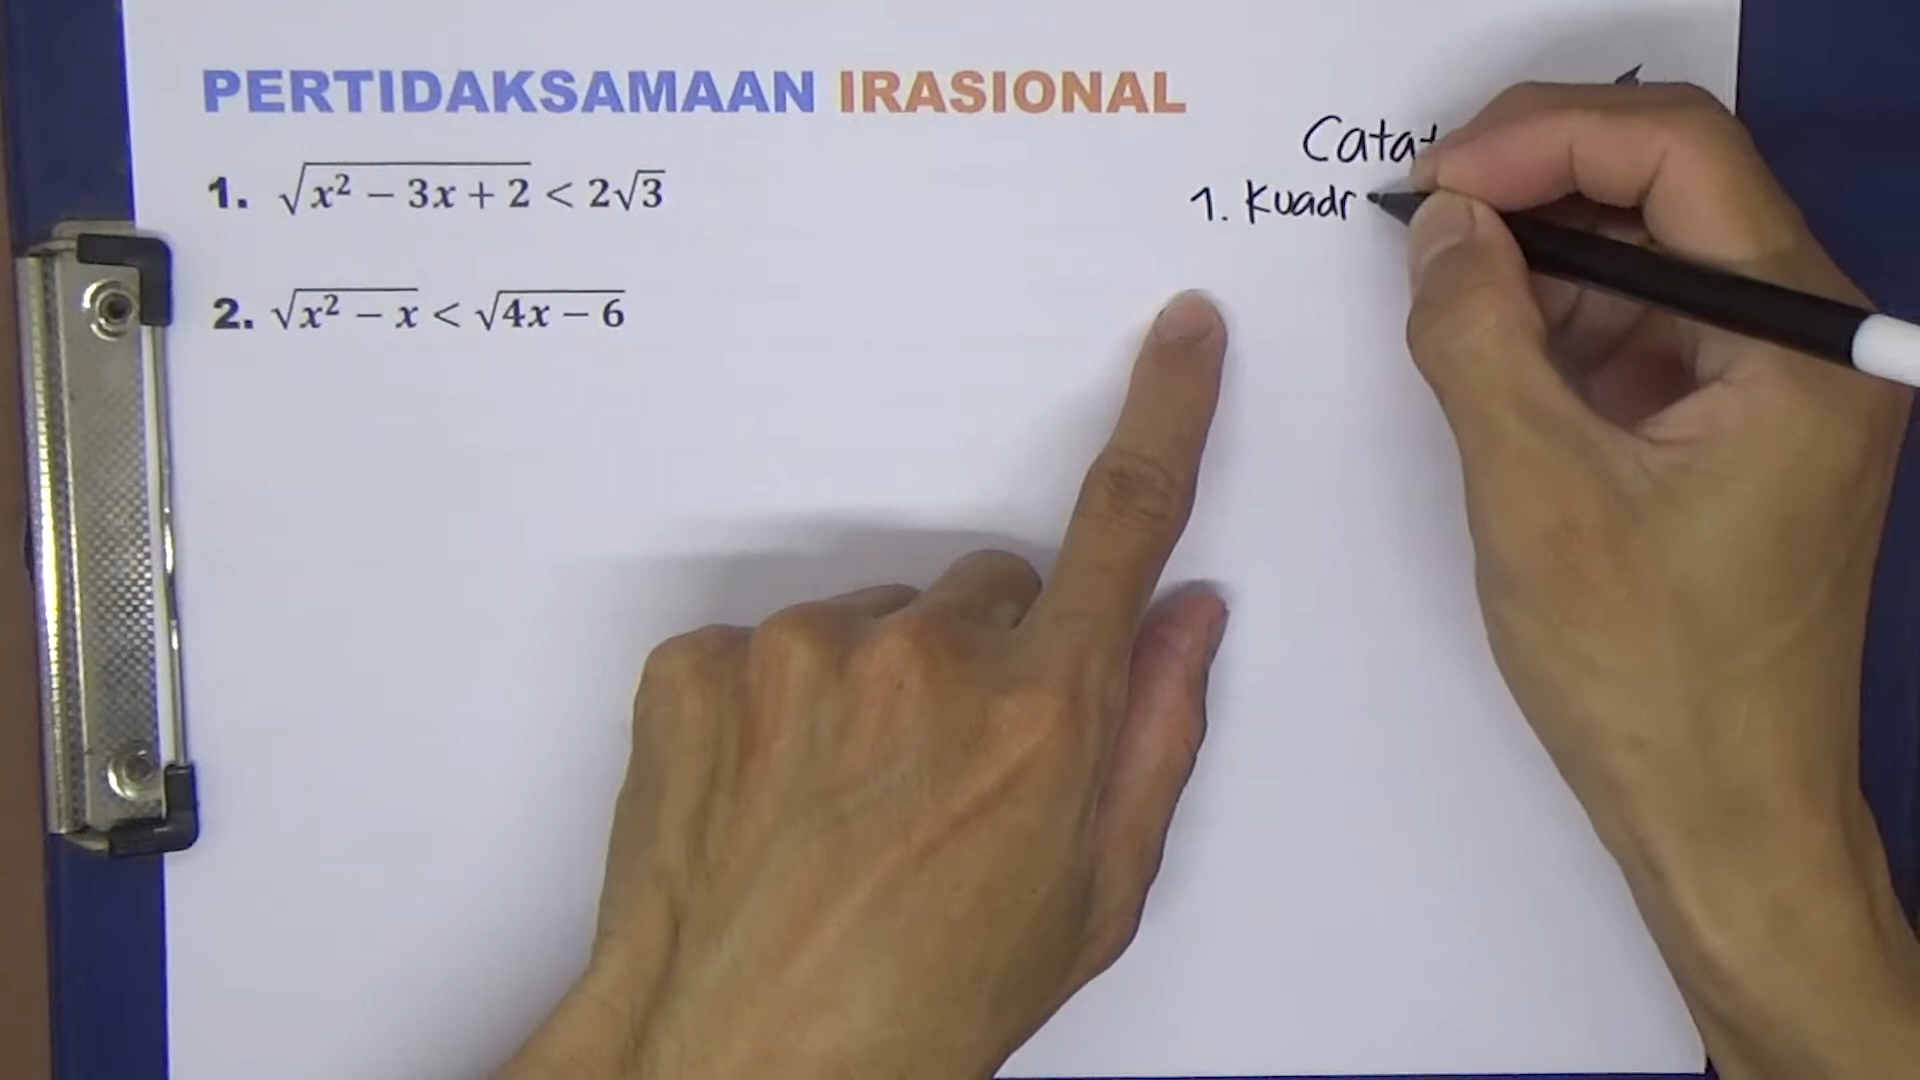 PERTIDAKSAMAAN IRASIONAL
Catat
1. √(x² − 3x + 2) < 2√3
1. Kuadr
2. √(x² − x) < √(4x − 6)